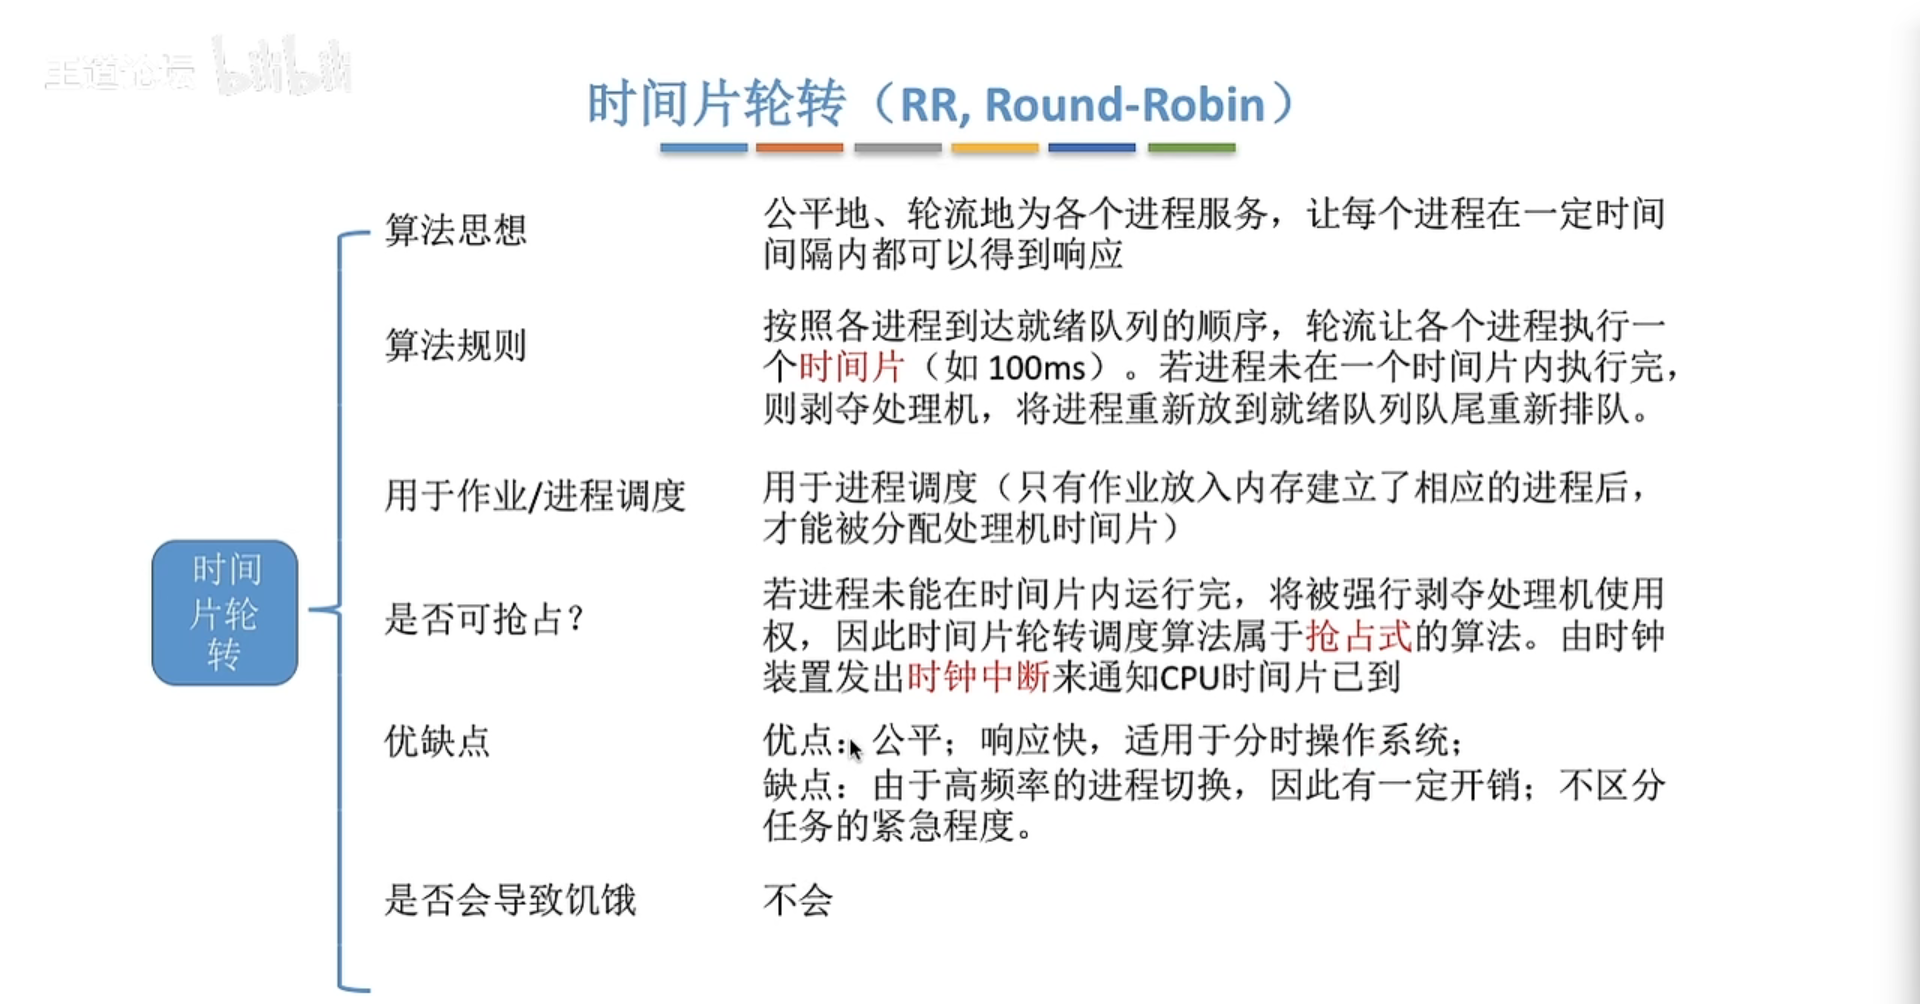 王道论坛 bilibili
时间片轮转（RR, Round-Robin）
算法思想
公平地、轮流地为各个进程服务，让每个进程在一定时间
间隔内都可以得到响应
算法规则
按照各进程到达就绪队列的顺序，轮流让各个进程执行一
个时间片（如 100ms）。若进程未在一个时间片内执行完，
则剥夺处理机，将进程重新放到就绪队列队尾重新排队。
用于作业/进程调度
用于进程调度（只有作业放入内存建立了相应的进程后，
才能被分配处理机时间片）
时间
片轮
转
是否可抢占？
若进程未能在时间片内运行完，将被强行剥夺处理机使用
权，因此时间片轮转调度算法属于抢占式的算法。由时钟
装置发出时钟中断来通知CPU时间片已到
优缺点
优点：公平；响应快，适用于分时操作系统；
缺点：由于高频率的进程切换，因此有一定开销；不区分
任务的紧急程度。
是否会导致饥饿
不会